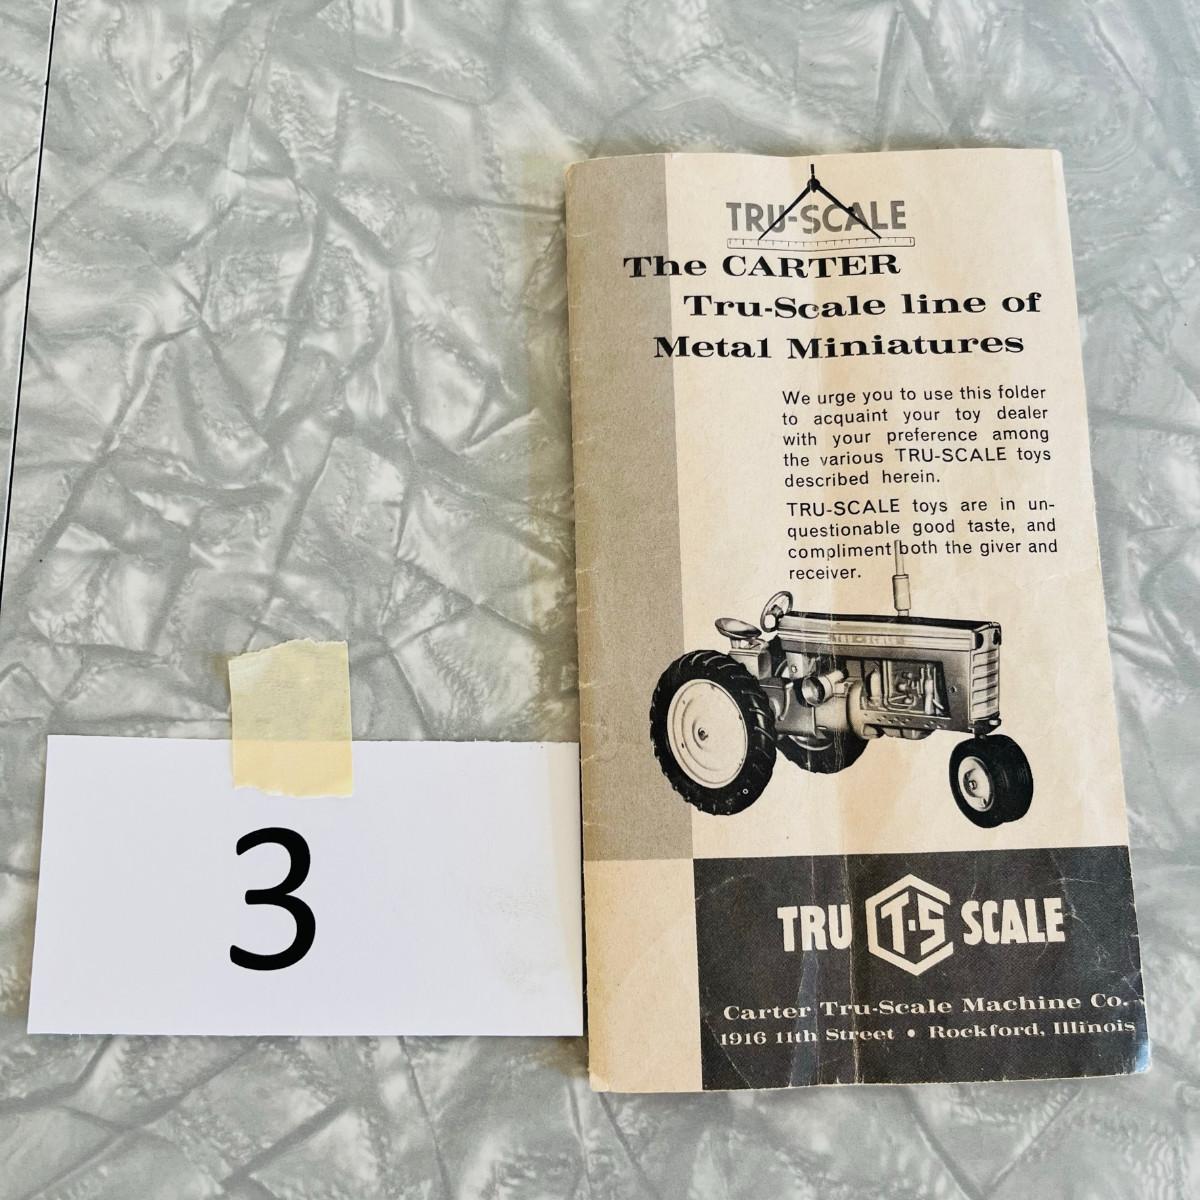 TRU-SCALE
The CARTER
Tru-Scale line of
Metal Miniatures
We urge you to use this folder
to acquaint your toy dealer
with your preference among
the various TRU-SCALE toys
described herein.
TRU-SCALE toys are in un-
questionable good taste, and
compliment both the giver and
receiver.
TRU-SCALE
TRU T-S SCALE
Carter Tru-Scale Machine Co.
1916 11th Street • Rockford, Illinois
3